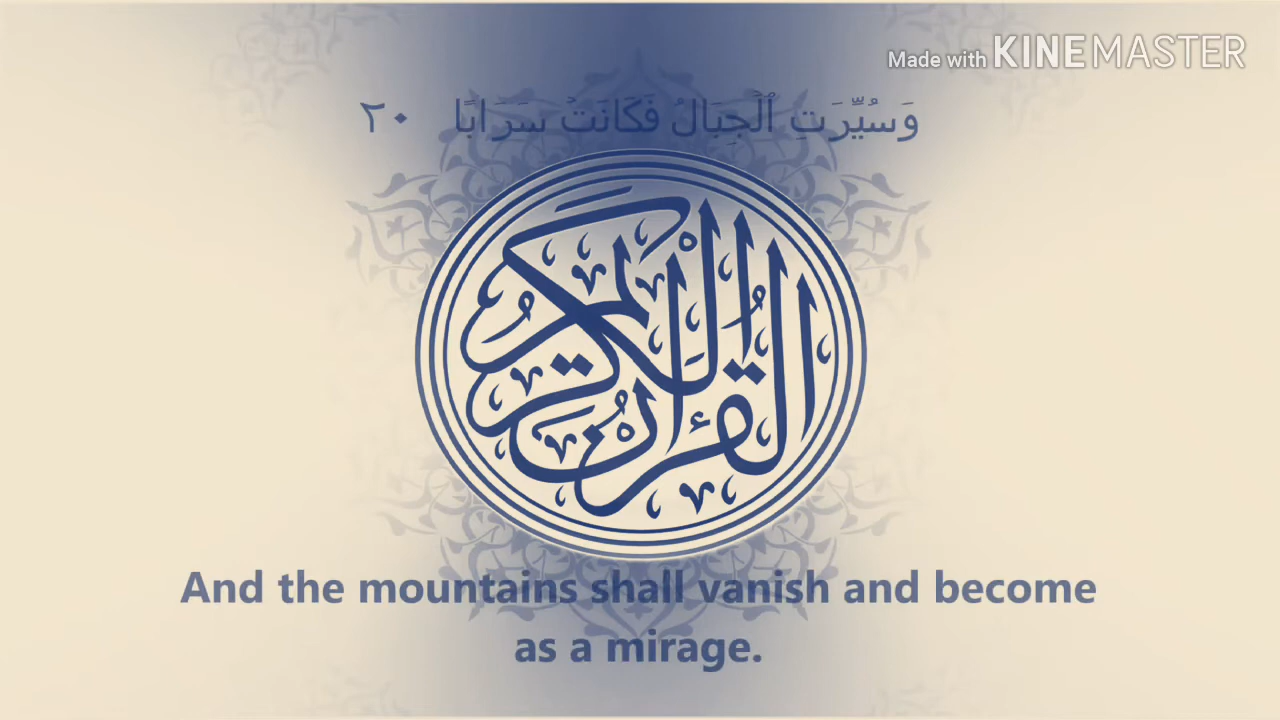 Made with KINEMASTER
وَسُيِّرَتِ ٱلْجِبَالُ فَكَانَتْ سَرَابًا ٢٠
القرآن الكريم
And the mountains shall vanish and become
as a mirage.